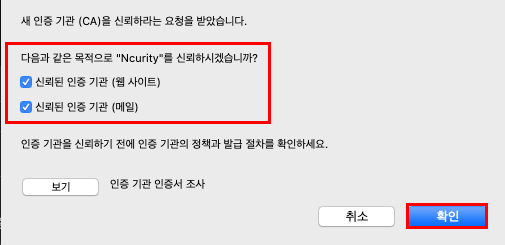 새 인증 기관 (CA)을 신뢰하라는 요청을 받았습니다.
다음과 같은 목적으로 "Ncurity"를 신뢰하시겠습니까?
신뢰된 인증 기관 (웹 사이트)
신뢰된 인증 기관 (메일)
인증 기관을 신뢰하기 전에 인증 기관의 정책과 발급 절차를 확인하세요.
보기 인증 기관 인증서 조사
취소 확인